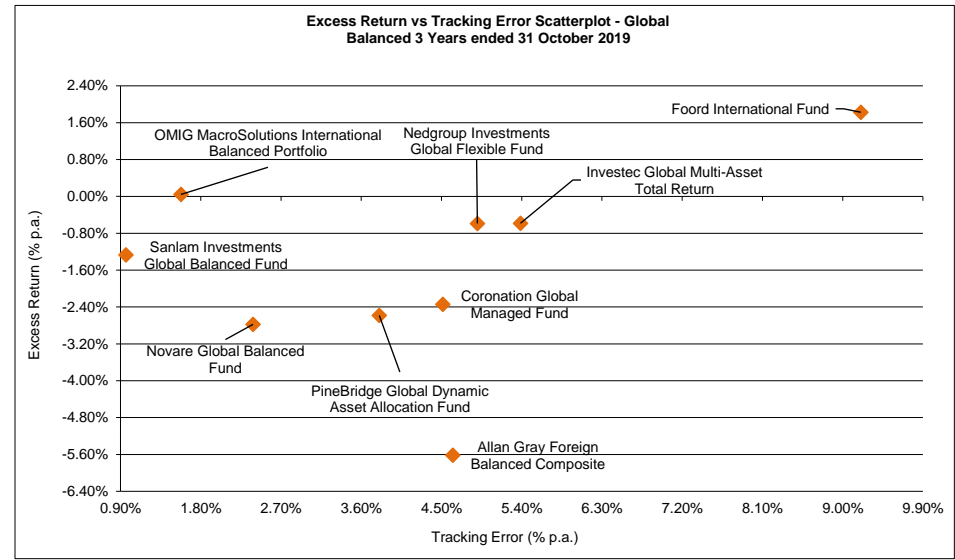 Excess Return vs Tracking Error Scatterplot - Global
Balanced 3 Years ended 31 October 2019
2.40%
1.60%
0.80%
0.00%
-0.80%
-1.60%
-2.40%
-3.20%
-4.00%
-4.80%
-5.60%
-6.40%
Excess Return (% p.a.)
Foord International Fund
OMIG MacroSolutions International
Balanced Portfolio
Nedgroup Investments
Global Flexible Fund
Investec Global Multi-Asset
Total Return
Sanlam Investments
Global Balanced Fund
Coronation Global
Managed Fund
Novare Global Balanced
Fund
PineBridge Global Dynamic
Asset Allocation Fund
Allan Gray Foreign
Balanced Composite
0.90% 1.80% 2.70% 3.60% 4.50% 5.40% 6.30% 7.20% 8.10% 9.00% 9.90%
Tracking Error (% p.a.)